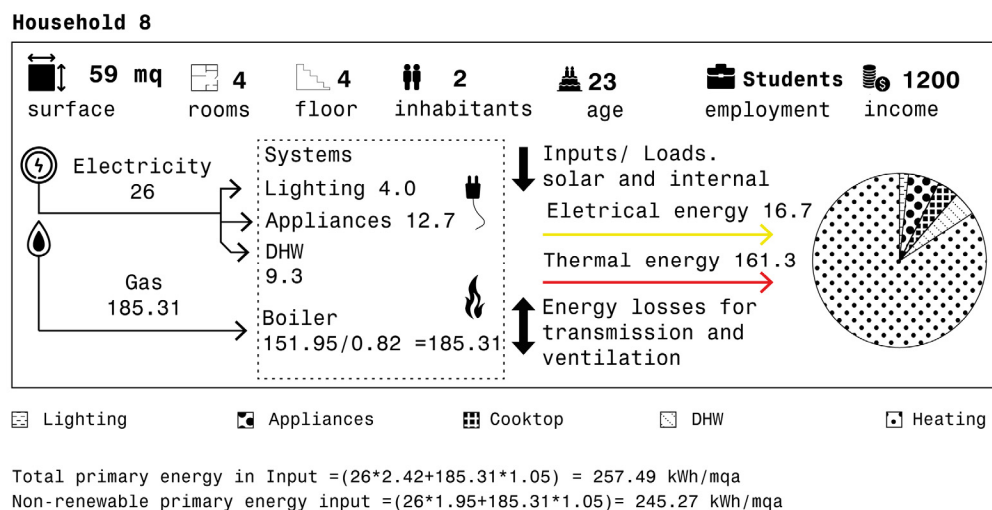 Household 8
59 mq
surface
4
rooms
4
floor
2
inhabitants
23
age
Students
employment
1200
income
Electricity
26
Gas
185.31
Systems
Lighting 4.0
Appliances 12.7
DHW
9.3
Boiler
151.95/0.82 =185.31
Inputs/ Loads.
solar and internal
Eletrical energy 16.7
Thermal energy 161.3
Energy losses for
transmission and
ventilation
Lighting
Appliances
Cooktop
DHW
Heating
Total primary energy in Input =(26*2.42+185.31*1.05) = 257.49 kWh/mqa
Non-renewable primary energy input =(26*1.95+185.31*1.05)= 245.27 kWh/mqa